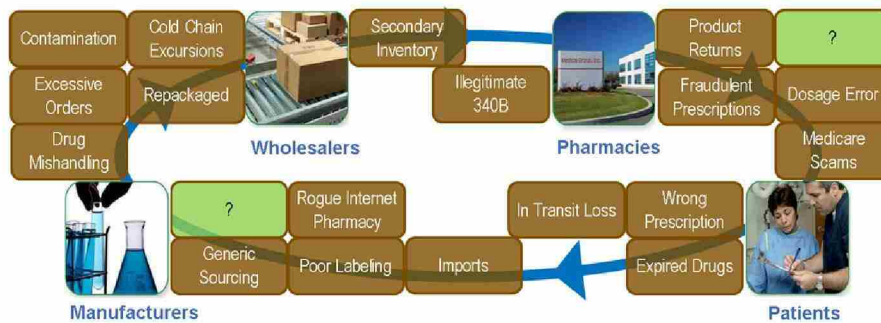 Contamination
Cold Chain
Excursions
Secondary
Inventory
Product
Returns
?
Excessive
Orders
Repackaged
Illegitimate
340B
Fraudulent
Prescriptions
Dosage Error
Drug
Mishandling
Wholesalers
Pharmacies
Medicare
Scams
?
Rogue Internet
Pharmacy
In Transit Loss
Wrong
Prescription
Generic
Sourcing
Poor Labeling
Imports
Expired Drugs
Manufacturers
Patients